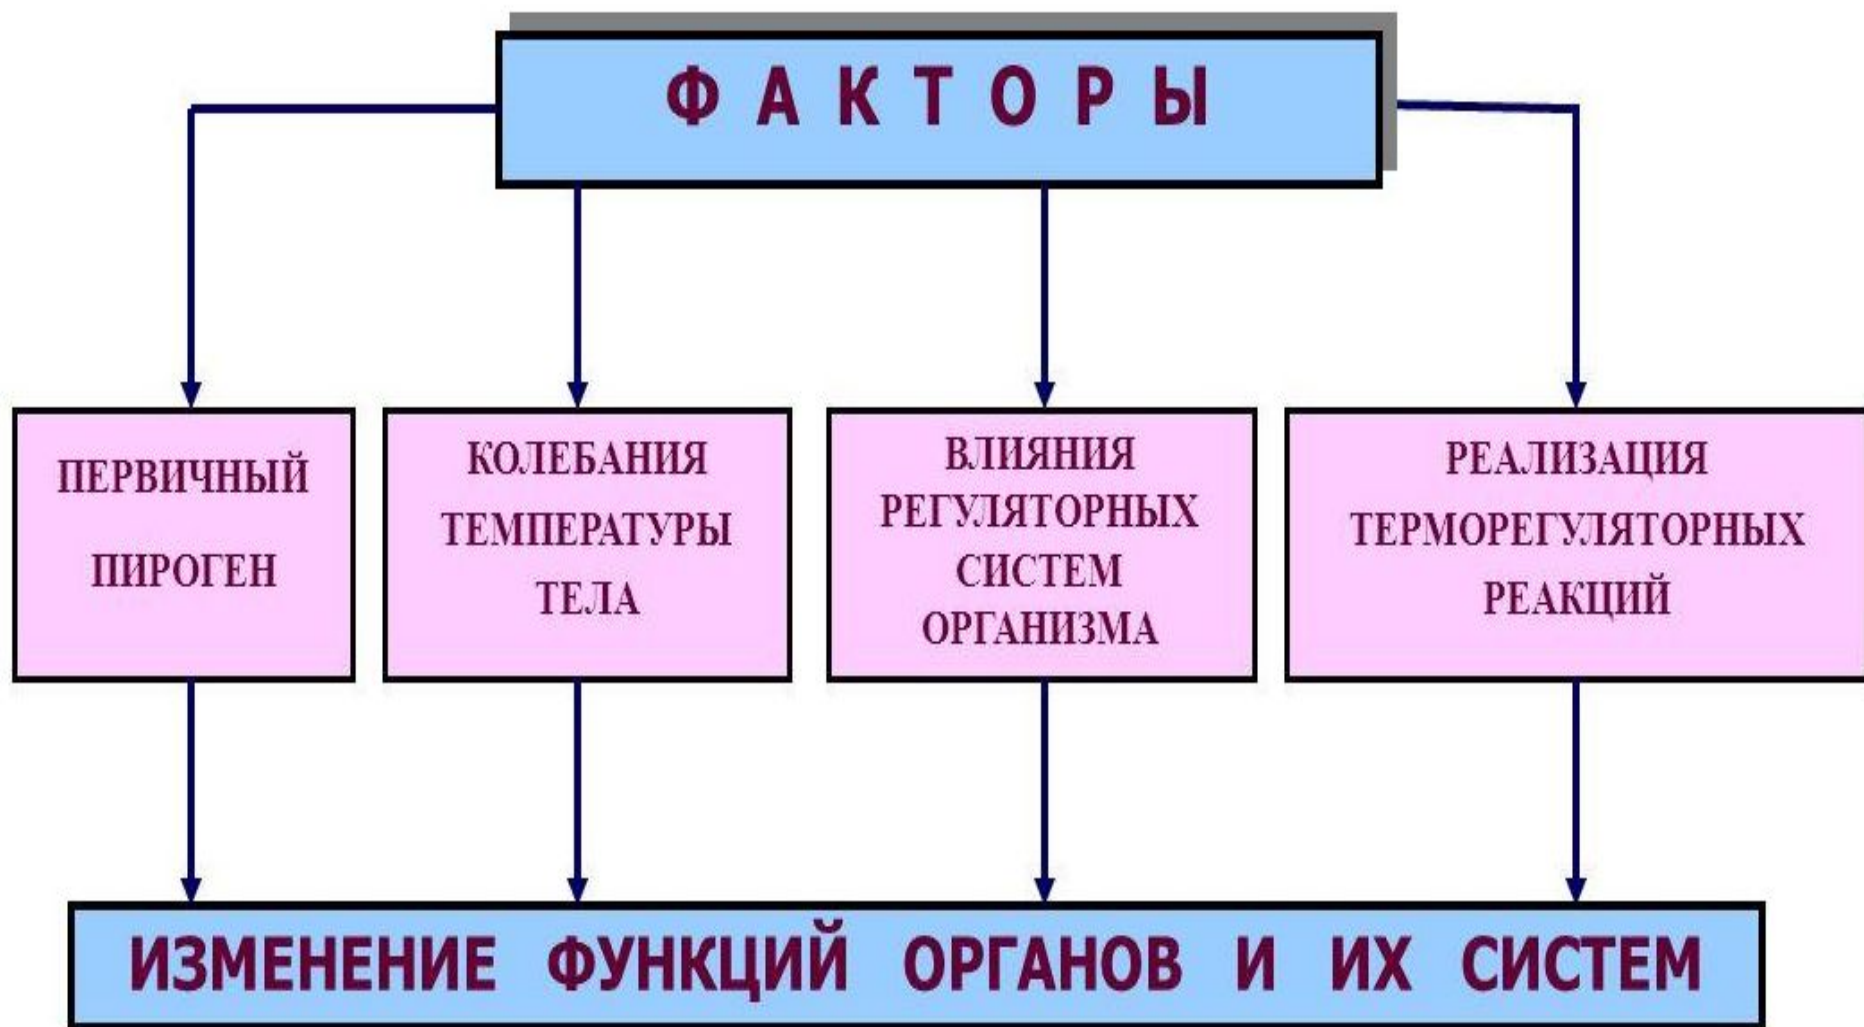 Ф А К Т О Р Ы
ПЕРВИЧНЫЙ
ПИРОГЕН
КОЛЕБАНИЯ
ТЕМПЕРАТУРЫ
ТЕЛА
ВЛИЯНИЯ
РЕГУЛЯТОРНЫХ
СИСТЕМ
ОРГАНИЗМА
РЕАЛИЗАЦИЯ
ТЕРМОРЕГУЛЯТОРНЫХ
РЕАКЦИЙ
ИЗМЕНЕНИЕ ФУНКЦИЙ ОРГАНОВ И ИХ СИСТЕМ